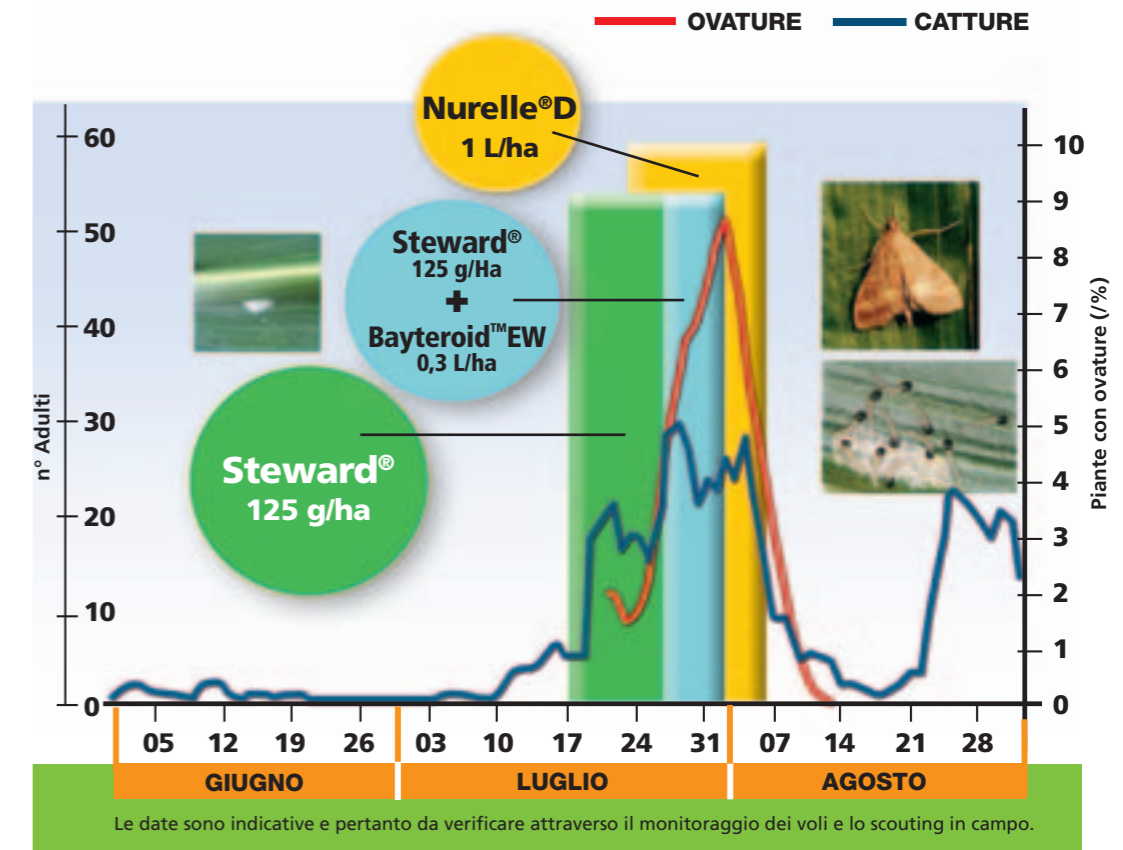 OVATURE CATTURE
Nurelle®D
1 L/ha
Steward®
125 g/Ha
+
Bayteroid™EW
0,3 L/ha
Steward®
125 g/ha
n° Adulti
60
50
40
30
20
10
0
10
9
8
7
6
5
4
3
2
1
0
Piante con ovature (/%)
05 12 19 26 03 10 17 24 31 07 14 21 28
GIUGNO LUGLIO AGOSTO
Le date sono indicative e pertanto da verificare attraverso il monitoraggio dei voli e lo scouting in campo.